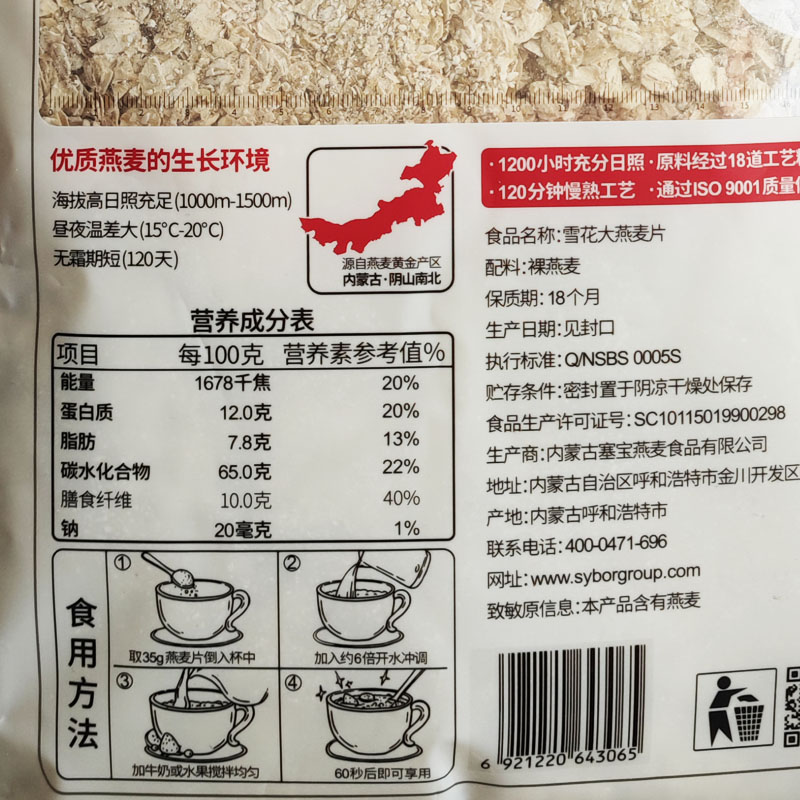 优质燕麦的生长环境
海拔高日照充足(1000m-1500m)
昼夜温差大(15°C-20°C)
无霜期短(120天)
源自燕麦黄金产区
内蒙古·阴山南北
·1200小时充分日照 ·原料经过18道工艺
·120分钟慢熟工艺 ·通过ISO 9001质量
食品名称:雪花大燕麦片
配料:裸燕麦
保质期:18个月
生产日期:见封口
执行标准:Q/NSBS 0005S
贮存条件:密封置于阴凉干燥处保存
食品生产许可证号:SC10115019900298
生产商:内蒙古塞宝燕麦食品有限公司
地址:内蒙古自治区呼和浩特市金川开发区
产地:内蒙古呼和浩特市
联系电话:400-0471-696
网址:www.syborgroup.com
致敏原信息:本产品含有燕麦
营养成分表
项目 每100克 营养素参考值%
能量 1678千焦 20%
蛋白质 12.0克 20%
脂肪 7.8克 13%
碳水化合物 65.0克 22%
膳食纤维 10.0克 40%
钠 20毫克 1%
食用方法
①
取35g燕麦片倒入杯中
②
加入约6倍开水冲调
③
加牛奶或水果搅拌均匀
④
60秒后即可享用
6 921220 643065